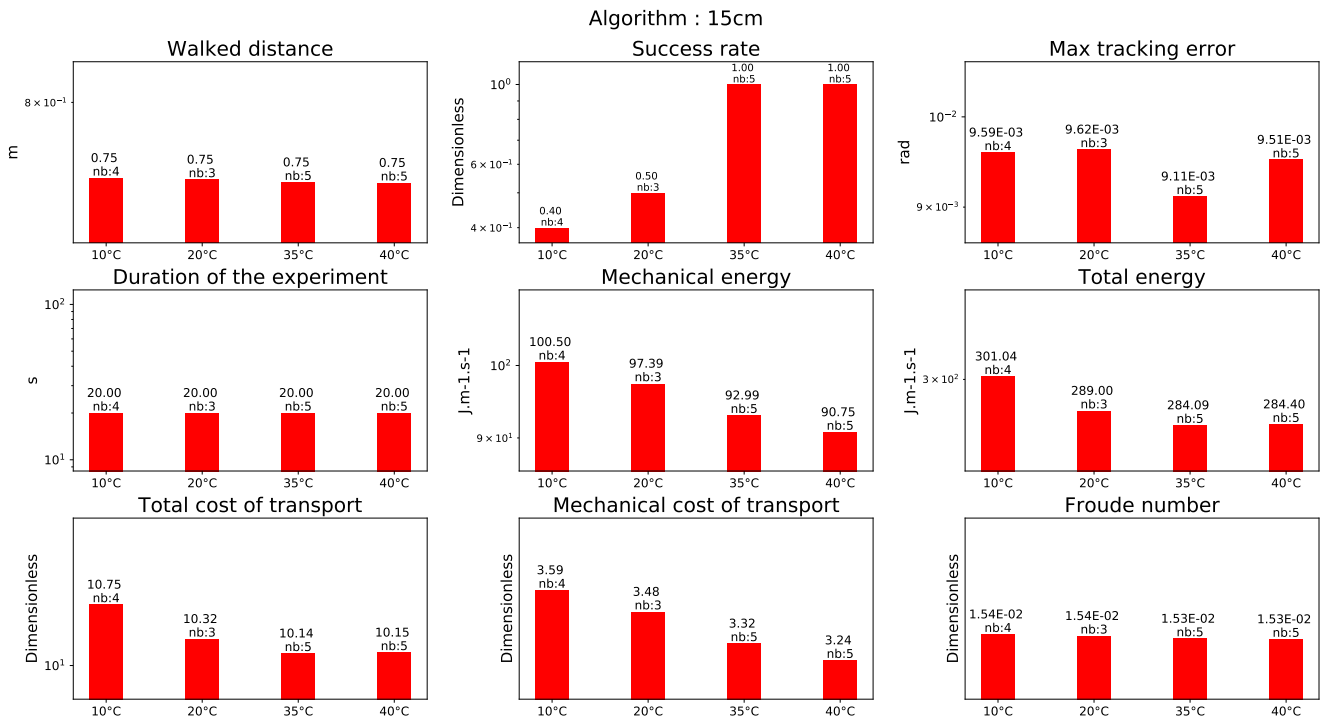 Algorithm : 15cm
Walked distance
m
8 × 10⁻¹
0.75
nb:4
0.75
nb:3
0.75
nb:5
0.75
nb:5
10°C 20°C 35°C 40°C
Success rate
Dimensionless
10⁰
6 × 10⁻¹
4 × 10⁻¹
0.40
nb:4
0.50
nb:3
1.00
nb:5
1.00
nb:5
10°C 20°C 35°C 40°C
Max tracking error
rad
10⁻²
9 × 10⁻³
9.59E-03
nb:4
9.62E-03
nb:3
9.11E-03
nb:5
9.51E-03
nb:5
10°C 20°C 35°C 40°C
Duration of the experiment
s
10²
10¹
20.00
nb:4
20.00
nb:3
20.00
nb:5
20.00
nb:5
10°C 20°C 35°C 40°C
Mechanical energy
J.m-1.s-1
10²
9 × 10¹
100.50
nb:4
97.39
nb:3
92.99
nb:5
90.75
nb:5
10°C 20°C 35°C 40°C
Total energy
J.m-1.s-1
3 × 10²
301.04
nb:4
289.00
nb:3
284.09
nb:5
284.40
nb:5
10°C 20°C 35°C 40°C
Total cost of transport
Dimensionless
10¹
10.75
nb:4
10.32
nb:3
10.14
nb:5
10.15
nb:5
10°C 20°C 35°C 40°C
Mechanical cost of transport
Dimensionless
3.59
nb:4
3.48
nb:3
3.32
nb:5
3.24
nb:5
10°C 20°C 35°C 40°C
Froude number
Dimensionless
1.54E-02
nb:4
1.54E-02
nb:3
1.53E-02
nb:5
1.53E-02
nb:5
10°C 20°C 35°C 40°C